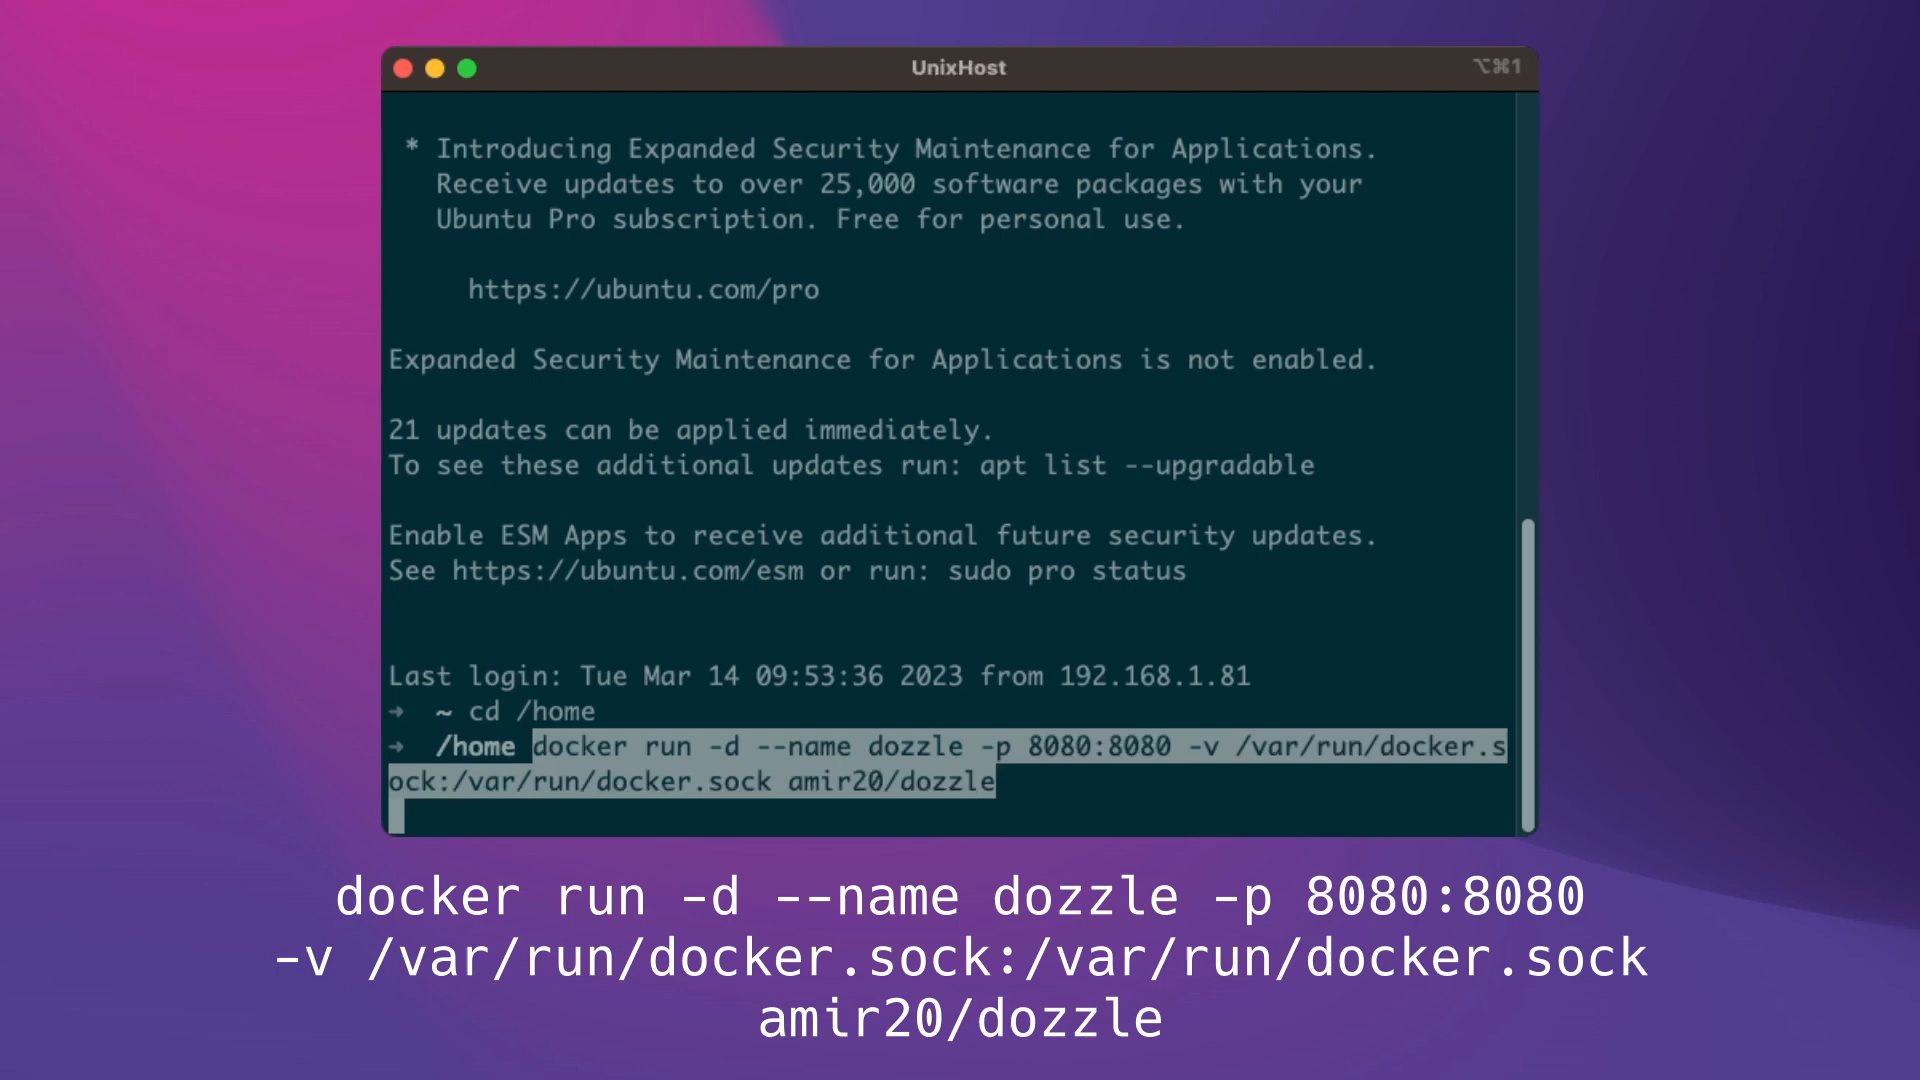 UnixHost ⌥⌘1
* Introducing Expanded Security Maintenance for Applications.
Receive updates to over 25,000 software packages with your
Ubuntu Pro subscription. Free for personal use.
https://ubuntu.com/pro
Expanded Security Maintenance for Applications is not enabled.
21 updates can be applied immediately.
To see these additional updates run: apt list --upgradable
Enable ESM Apps to receive additional future security updates.
See https://ubuntu.com/esm or run: sudo pro status
Last login: Tue Mar 14 09:53:36 2023 from 192.168.1.81
→ ~ cd /home
→ /home docker run -d --name dozzle -p 8080:8080 -v /var/run/docker.s
ock:/var/run/docker.sock amir20/dozzle
docker run -d --name dozzle -p 8080:8080
-v /var/run/docker.sock:/var/run/docker.sock
amir20/dozzle